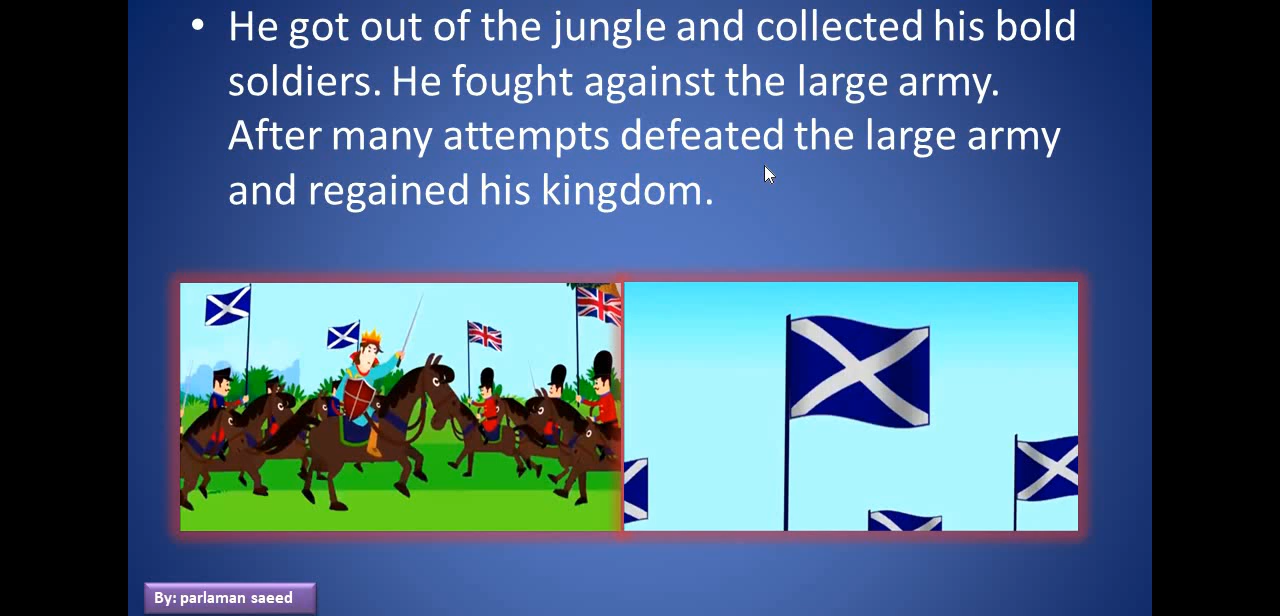 • He got out of the jungle and collected his bold
soldiers. He fought against the large army.
After many attempts defeated the large army
and regained his kingdom.
By: parlaman saeed